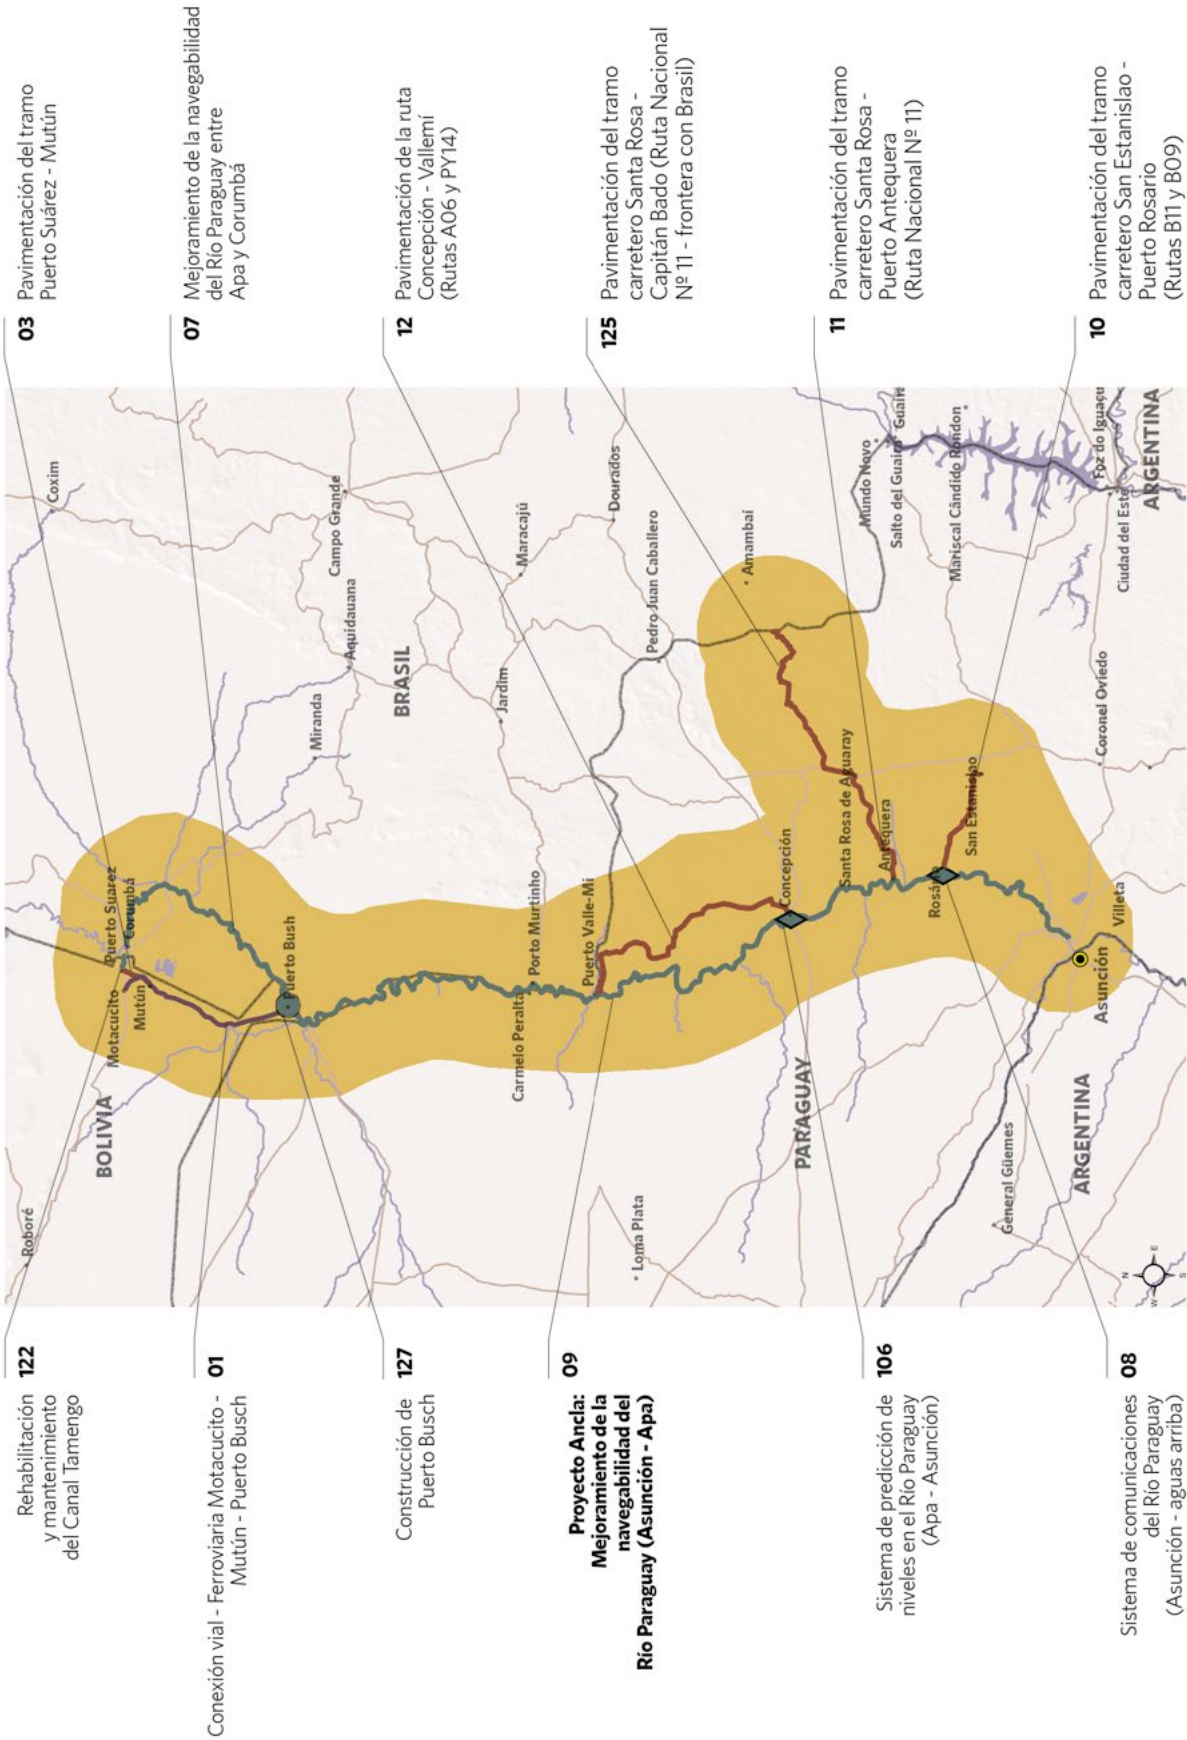 122
Rehabilitación
y mantenimiento
del Canal Tamengo
01
Conexión vial - Ferroviaria Motacucito -
Mutún - Puerto Busch
127
Construcción de
Puerto Busch
09
Proyecto Ancla:
Mejoramiento de la
navegabilidad del
Río Paraguay (Asunción - Apa)
106
Sistema de predicción de
niveles en el Río Paraguay
(Apa - Asunción)
08
Sistema de comunicaciones
del Río Paraguay
(Asunción - aguas arriba)
Roboré
BOLIVIA
Motacucito
Mutún
Puerto Suarez
Corumbá
Coxim
Puerto Bush
Miranda
Aquidauana
Campo Grande
BRASIL
Carmelo Peralta
Porto Murtinho
Jardim
Maracajú
Loma Plata
Puerto Valle-Mi
Dourados
Pedro Juan Caballero
Amambaí
PARAGUAY
Concepción
Santa Rosa de Aguaray
Antequera
Mundo Novo
Salto del Guairá
Guaír
Rosár
San Estanislao
Mariscal Cândido Rondon
General Güemes
ARGENTINA
Asunción
Villeta
Coronel Oviedo
Ciudad del Este
Foz do Iguaçu
ARGENTINA
N
W
E
S
03
Pavimentación del tramo
Puerto Suárez - Mutún
07
Mejoramiento de la navegabilidad
del Río Paraguay entre
Apa y Corumbá
12
Pavimentación de la ruta
Concepción - Vallemí
(Rutas A06 y PY14)
125
Pavimentación del tramo
carretero Santa Rosa -
Capitán Bado (Ruta Nacional
Nº 11 - frontera con Brasil)
11
Pavimentación del tramo
carretero Santa Rosa -
Puerto Antequera
(Ruta Nacional Nº 11)
10
Pavimentación del tramo
carretero San Estanislao -
Puerto Rosario
(Rutas B11 y B09)